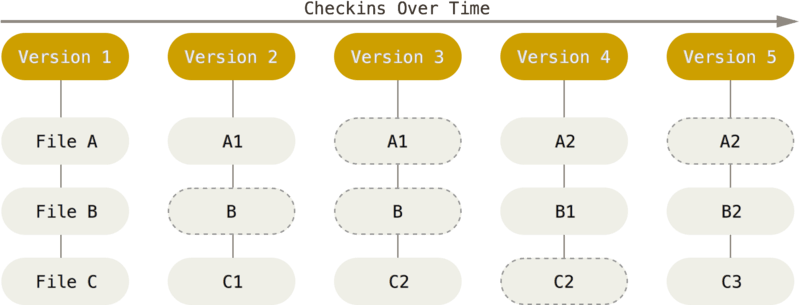 Checkins Over Time
Version 1 Version 2 Version 3 Version 4 Version 5
File A A1 A1 A2 A2
File B B B B1 B2
File C C1 C2 C2 C3